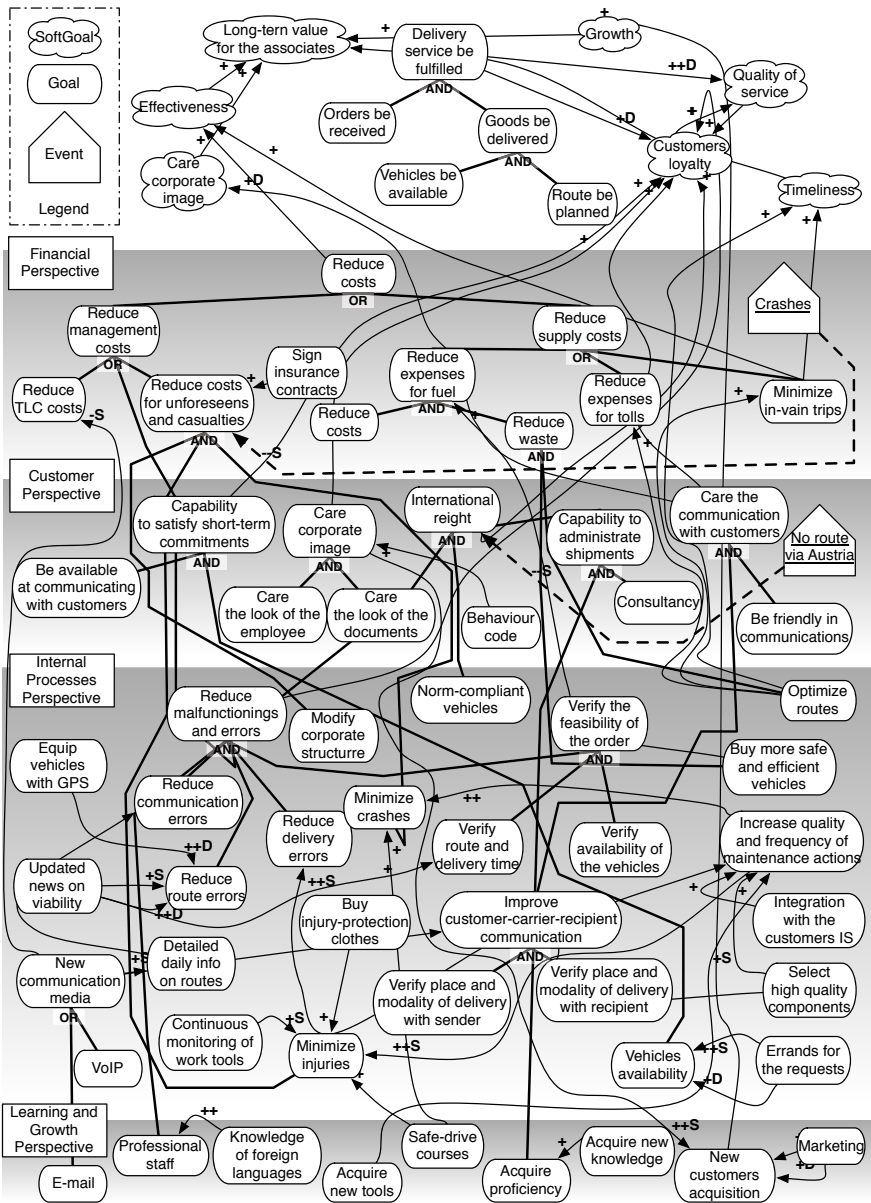 SoftGoal
Goal
Event
Legend
Long-tern value
for the associates
Delivery
service be
fulfilled
Growth
Quality of
service
Effectiveness
Orders be
received
AND
Goods be
delivered
Customers
loyalty
Care
corporate
image
Vehicles be
available
AND
Route be
planned
Timeliness
+
+
+
+
+
++D
+D
+
+
+
+
+D
+
+
+
+
+
+
+
Financial
Perspective
Reduce
costs
OR
Crashes
Reduce
management
costs
OR
Reduce
supply costs
OR
Sign
insurance
contracts
Reduce
expenses
for fuel
AND
Reduce
TLC costs
-S
Reduce costs
for unforeseens
and casualties
AND
+
Reduce
costs
Reduce
expenses
for tolls
Minimize
in-vain trips
+
+
+
Reduce
waste
AND
--S
Customer
Perspective
Capability
to satisfy short-term
commitments
AND
Care
corporate
image
AND
+
International
reight
AND
Capability to
administrate
shipments
AND
--S
Care the
communication
with customers
AND
No route
via Austria
Be available
at communicating
with customers
Care
the look of the
employee
Care
the look of the
documents
Behaviour
code
Consultancy
Be friendly in
communications
Internal
Processes
Perspective
Reduce
malfunctionings
and errors
AND
Modify
corporate
structurre
Norm-compliant
vehicles
Verify the
feasibility of
the order
AND
Optimize
routes
Equip
vehicles
with GPS
Buy more safe
and efficient
vehicles
Reduce
communication
errors
Minimize
crashes
++
Reduce
delivery
errors
Verify
route and
delivery time
Verify
availability of
the vehicles
Increase quality
and frequency of
maintenance actions
++D
+
+
Updated
news on
viability
+S
++D
Reduce
route errors
++S
Buy
injury-protection
clothes
Improve
customer-carrier-recipient
communication
AND
+
+
Integration
with the
customers IS
New
communication
media
OR
+S
Detailed
daily info
on routes
+S
Verify place and
modality of delivery
with sender
Verify place and
modality of delivery
with recipient
Select
high quality
components
Continuous
monitoring of
work tools
+S
+
Minimize
injuries
++S
+
VoIP
Vehicles
availability
++S
+D
Errands for
the requests
Learning and
Growth
Perspective
E-mail
Professional
staff
++
Knowledge
of foreign
languages
Acquire
new tools
Safe-drive
courses
Acquire
proficiency
+
Acquire new
knowledge
++S
New
customers
acquisition
Marketing
+D